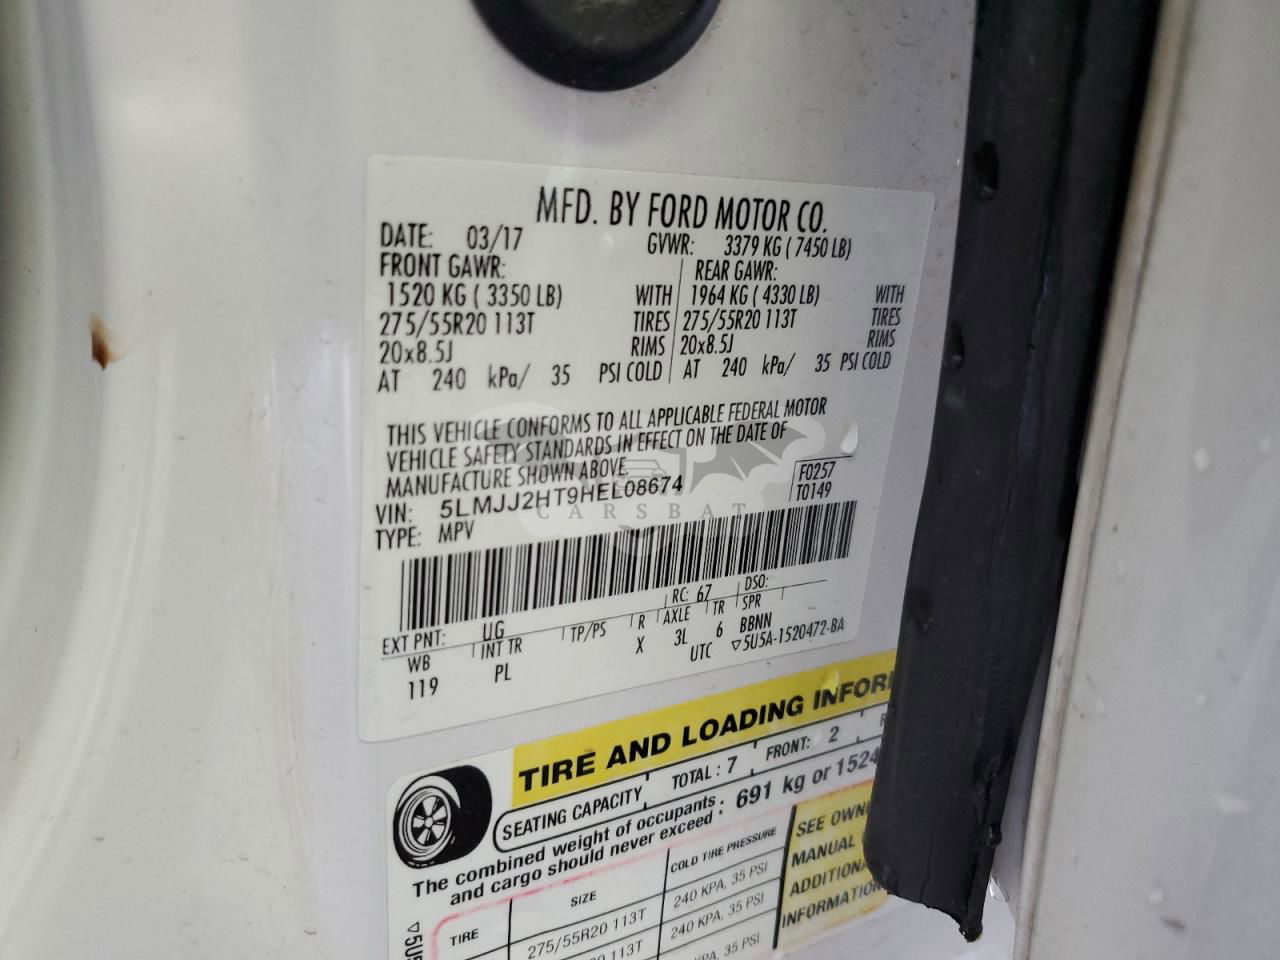 MFD. BY FORD MOTOR CO.
DATE: 03/17 GVWR: 3379 KG ( 7450 LB)
FRONT GAWR: REAR GAWR:
1520 KG ( 3350 LB) WITH 1964 KG ( 4330 LB) WITH
275/55R20 113T TIRES 275/55R20 113T TIRES
20x8.5J RIMS 20x8.5J RIMS
AT 240 kPa/ 35 PSI COLD AT 240 kPa/ 35 PSI COLD
THIS VEHICLE CONFORMS TO ALL APPLICABLE FEDERAL MOTOR
VEHICLE SAFETY STANDARDS IN EFFECT ON THE DATE OF
MANUFACTURE SHOWN ABOVE.
F0257
VIN: 5LMJJ2HT9HEL08674 T0149
CARSBAT
TYPE: MPV
RC: 67 DSO:
EXT PNT: UG
WB INT TR TP/PS R AXLE TR SPR
119 PL X 3L 6 BBNN
UTC ▽5U5A-1520472-BA
TIRE AND LOADING INFOR
SEATING CAPACITY TOTAL : 7 FRONT: 2 R
The combined weight of occupants
and cargo should never exceed : 691 kg or 1524
TIRE SIZE COLD TIRE PRESSURE
275/55R20 113T 240 KPA, 35 PSI
113T 240 KPA, 35 PSI
PA, 35 PSI
SEE OWN
MANUAL
ADDITIONA
INFORMATION
▽5U5